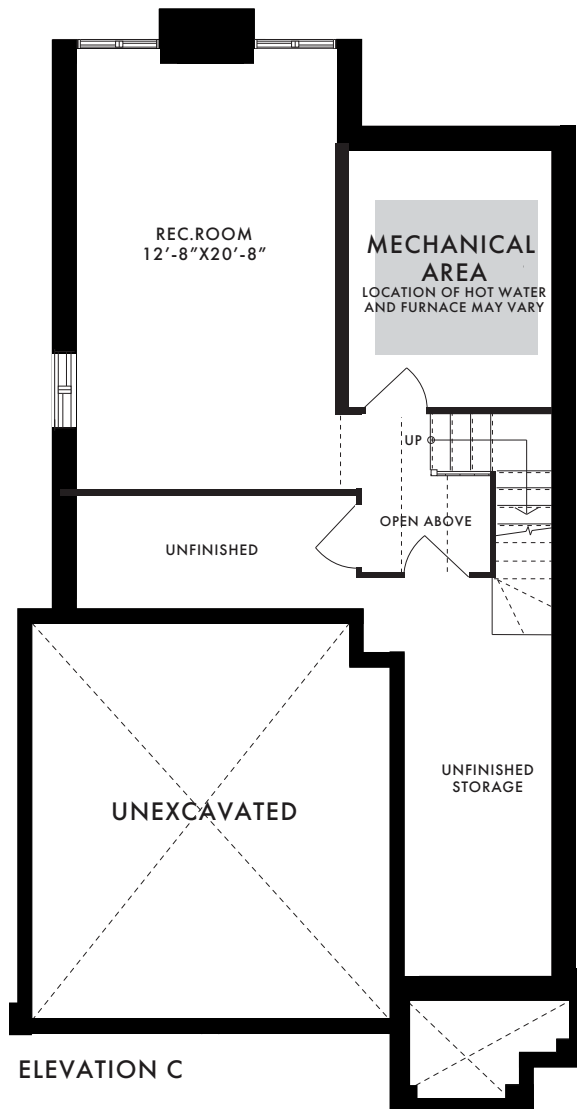 REC.ROOM
12’-8”X20’-8”
MECHANICAL
AREA
LOCATION OF HOT WATER
AND FURNACE MAY VARY
UP
OPEN ABOVE
UNFINISHED
UNFINISHED
STORAGE
UNEXCAVATED
ELEVATION C